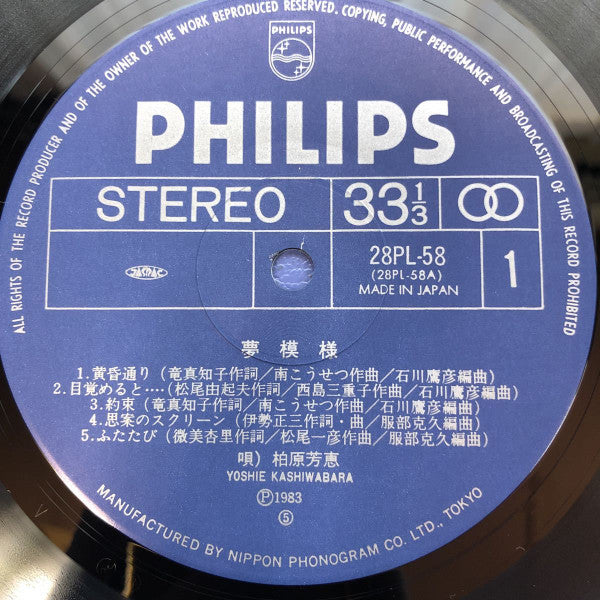 ALL RIGHTS OF THE RECORD PRODUCER AND OF THE OWNER OF THE WORK REPRODUCED RESERVED. COPYING, PUBLIC PERFORMANCE AND BROADCASTING OF THIS RECORD PROHIBITED
PHILIPS
PHILIPS
STEREO 33⅓
JASRAC
28PL-58
(28PL-58A)
MADE IN JAPAN
1
夢模様
1.黄昏通り(竜真知子作詞/南こうせつ作曲/石川鷹彦編曲)
2.目覚めると‥‥(松尾由起夫作詞/西島三重子作曲/石川鷹彦編曲)
3.約束(竜真知子作詞/南こうせつ作曲/石川鷹彦編曲)
4.思案のスクリーン(伊勢正三作詞・曲/服部克久編曲)
5.ふたたび(微美杏里作詞/松尾一彦作曲/服部克久編曲)
唄)柏原芳恵
YOSHIE KASHIWABARA
Ⓟ1983
⑤
MANUFACTURED BY NIPPON PHONOGRAM CO. LTD., TOKYO